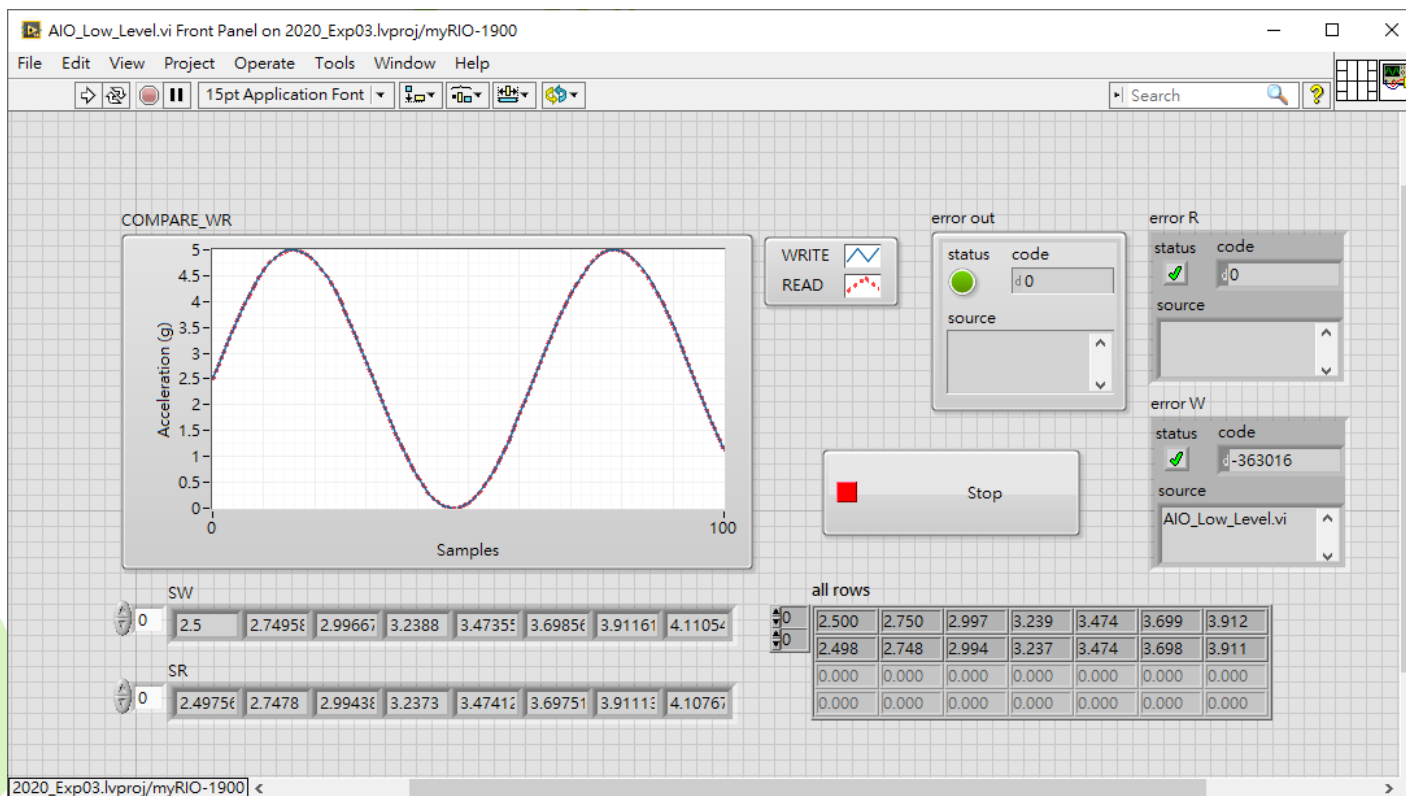 AIO_Low_Level.vi Front Panel on 2020_Exp03.lvproj/myRIO-1900
File Edit View Project Operate Tools Window Help
15pt Application Font
Search
?
COMPARE_WR
5
4.5
4
3.5
3
2.5
2
1.5
1
0.5
0
Acceleration (g)
0 100
Samples
WRITE
READ
error out
status code
d 0
source
error R
status code
d 0
source
error W
status code
d -363016
source
AIO_Low_Level.vi
Stop
SW
0 2.5 2.74958 2.99667 3.2388 3.47355 3.69856 3.91161 4.11054
SR
0 2.49756 2.7478 2.99438 3.2373 3.47412 3.69751 3.91113 4.10767
all rows
0 2.500 2.750 2.997 3.239 3.474 3.699 3.912
0 2.498 2.748 2.994 3.237 3.474 3.698 3.911
0.000 0.000 0.000 0.000 0.000 0.000 0.000
0.000 0.000 0.000 0.000 0.000 0.000 0.000
2020_Exp03.lvproj/myRIO-1900